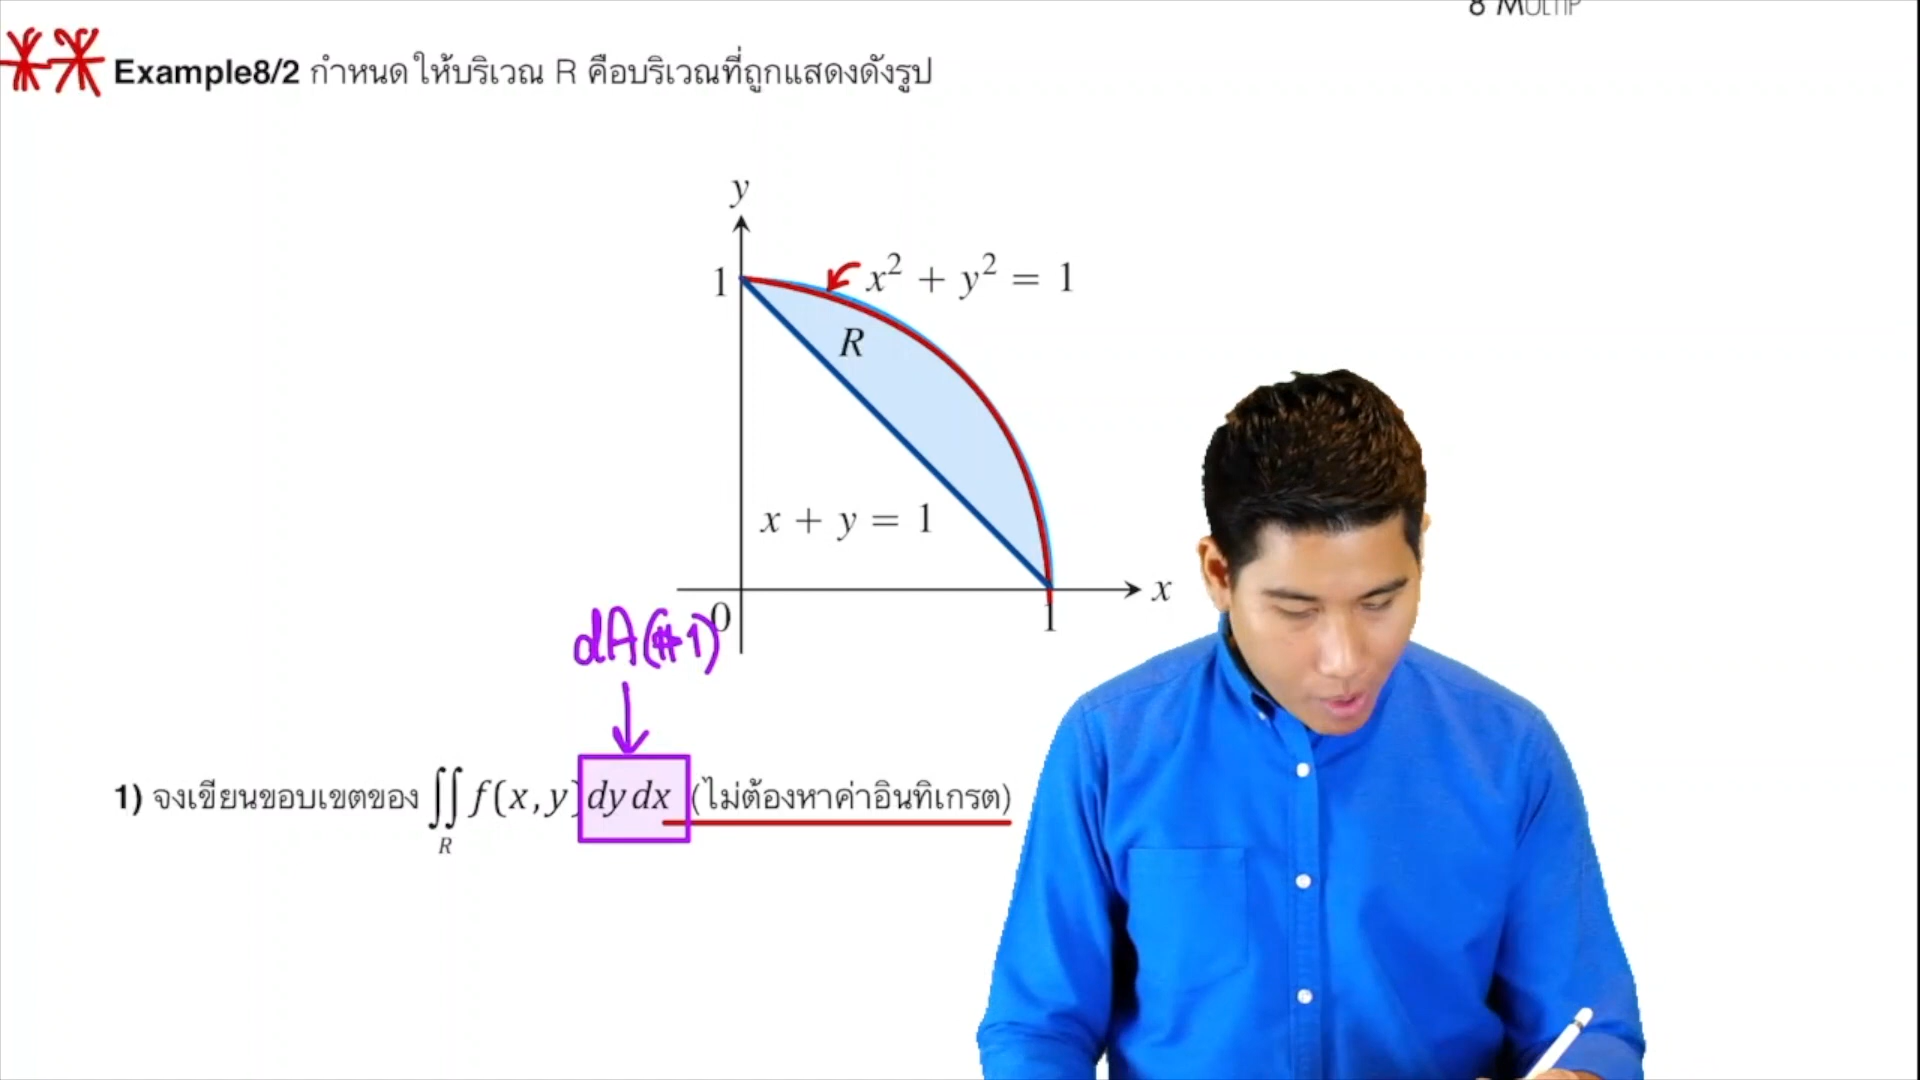 8 MULTIP
Example8/2 กำหนดให้บริเวณ R คือบริเวณที่ถูกแสดงดังรูป
y
1
x² + y² = 1
R
x + y = 1
x
0
1
dA(#1)
1) จงเขียนขอบเขตของ ∬ f(x,y) dy dx (ไม่ต้องหาค่าอินทิเกรต)
R